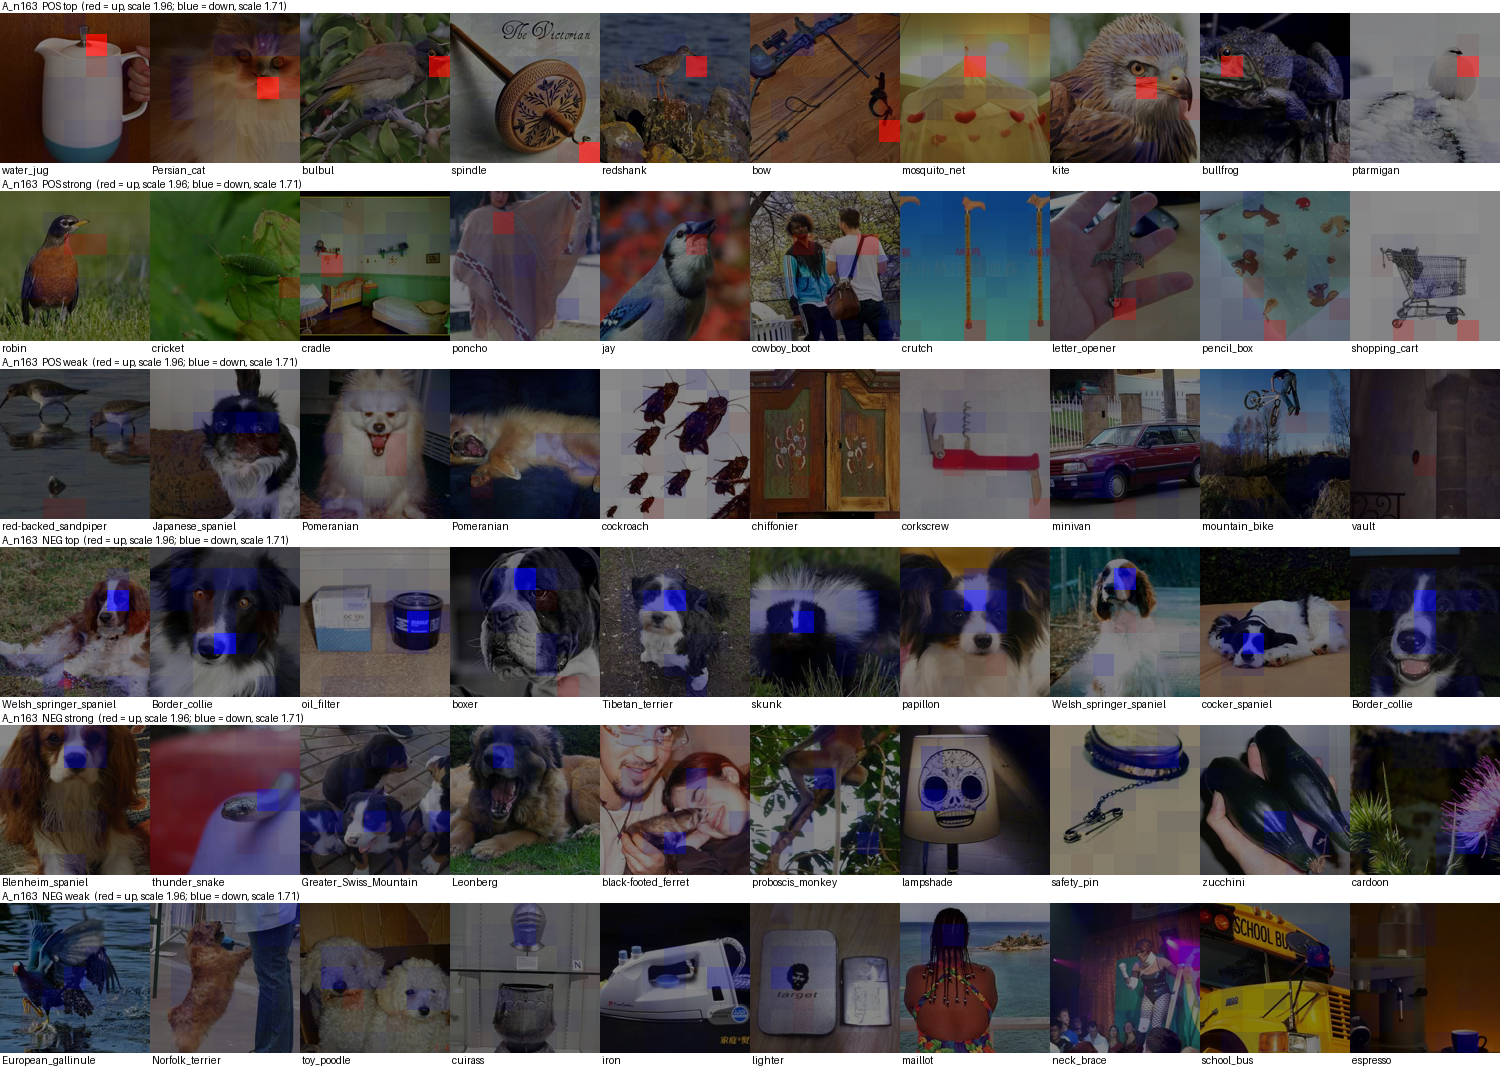 A_n163 POS top (red = up, scale 1.96; blue = down, scale 1.71)
The Victorian
water_jug Persian_cat bulbul spindle redshank bow mosquito_net kite bullfrog ptarmigan
A_n163 POS strong (red = up, scale 1.96; blue = down, scale 1.71)
robin cricket cradle poncho jay cowboy_boot crutch letter_opener pencil_box shopping_cart
A_n163 POS weak (red = up, scale 1.96; blue = down, scale 1.71)
red-backed_sandpiper Japanese_spaniel Pomeranian Pomeranian cockroach chiffonier corkscrew minivan mountain_bike vault
A_n163 NEG top (red = up, scale 1.96; blue = down, scale 1.71)
Welsh_springer_spaniel Border_collie oil_filter boxer Tibetan_terrier skunk papillon Welsh_springer_spaniel cocker_spaniel Border_collie
A_n163 NEG strong (red = up, scale 1.96; blue = down, scale 1.71)
Blenheim_spaniel thunder_snake Greater_Swiss_Mountain Leonberg black-footed_ferret proboscis_monkey lampshade safety_pin zucchini cardoon
A_n163 NEG weak (red = up, scale 1.96; blue = down, scale 1.71)
SCHOOL BU
N
target
European_gallinule Norfolk_terrier toy_poodle cuirass iron lighter maillot neck_brace school_bus espresso